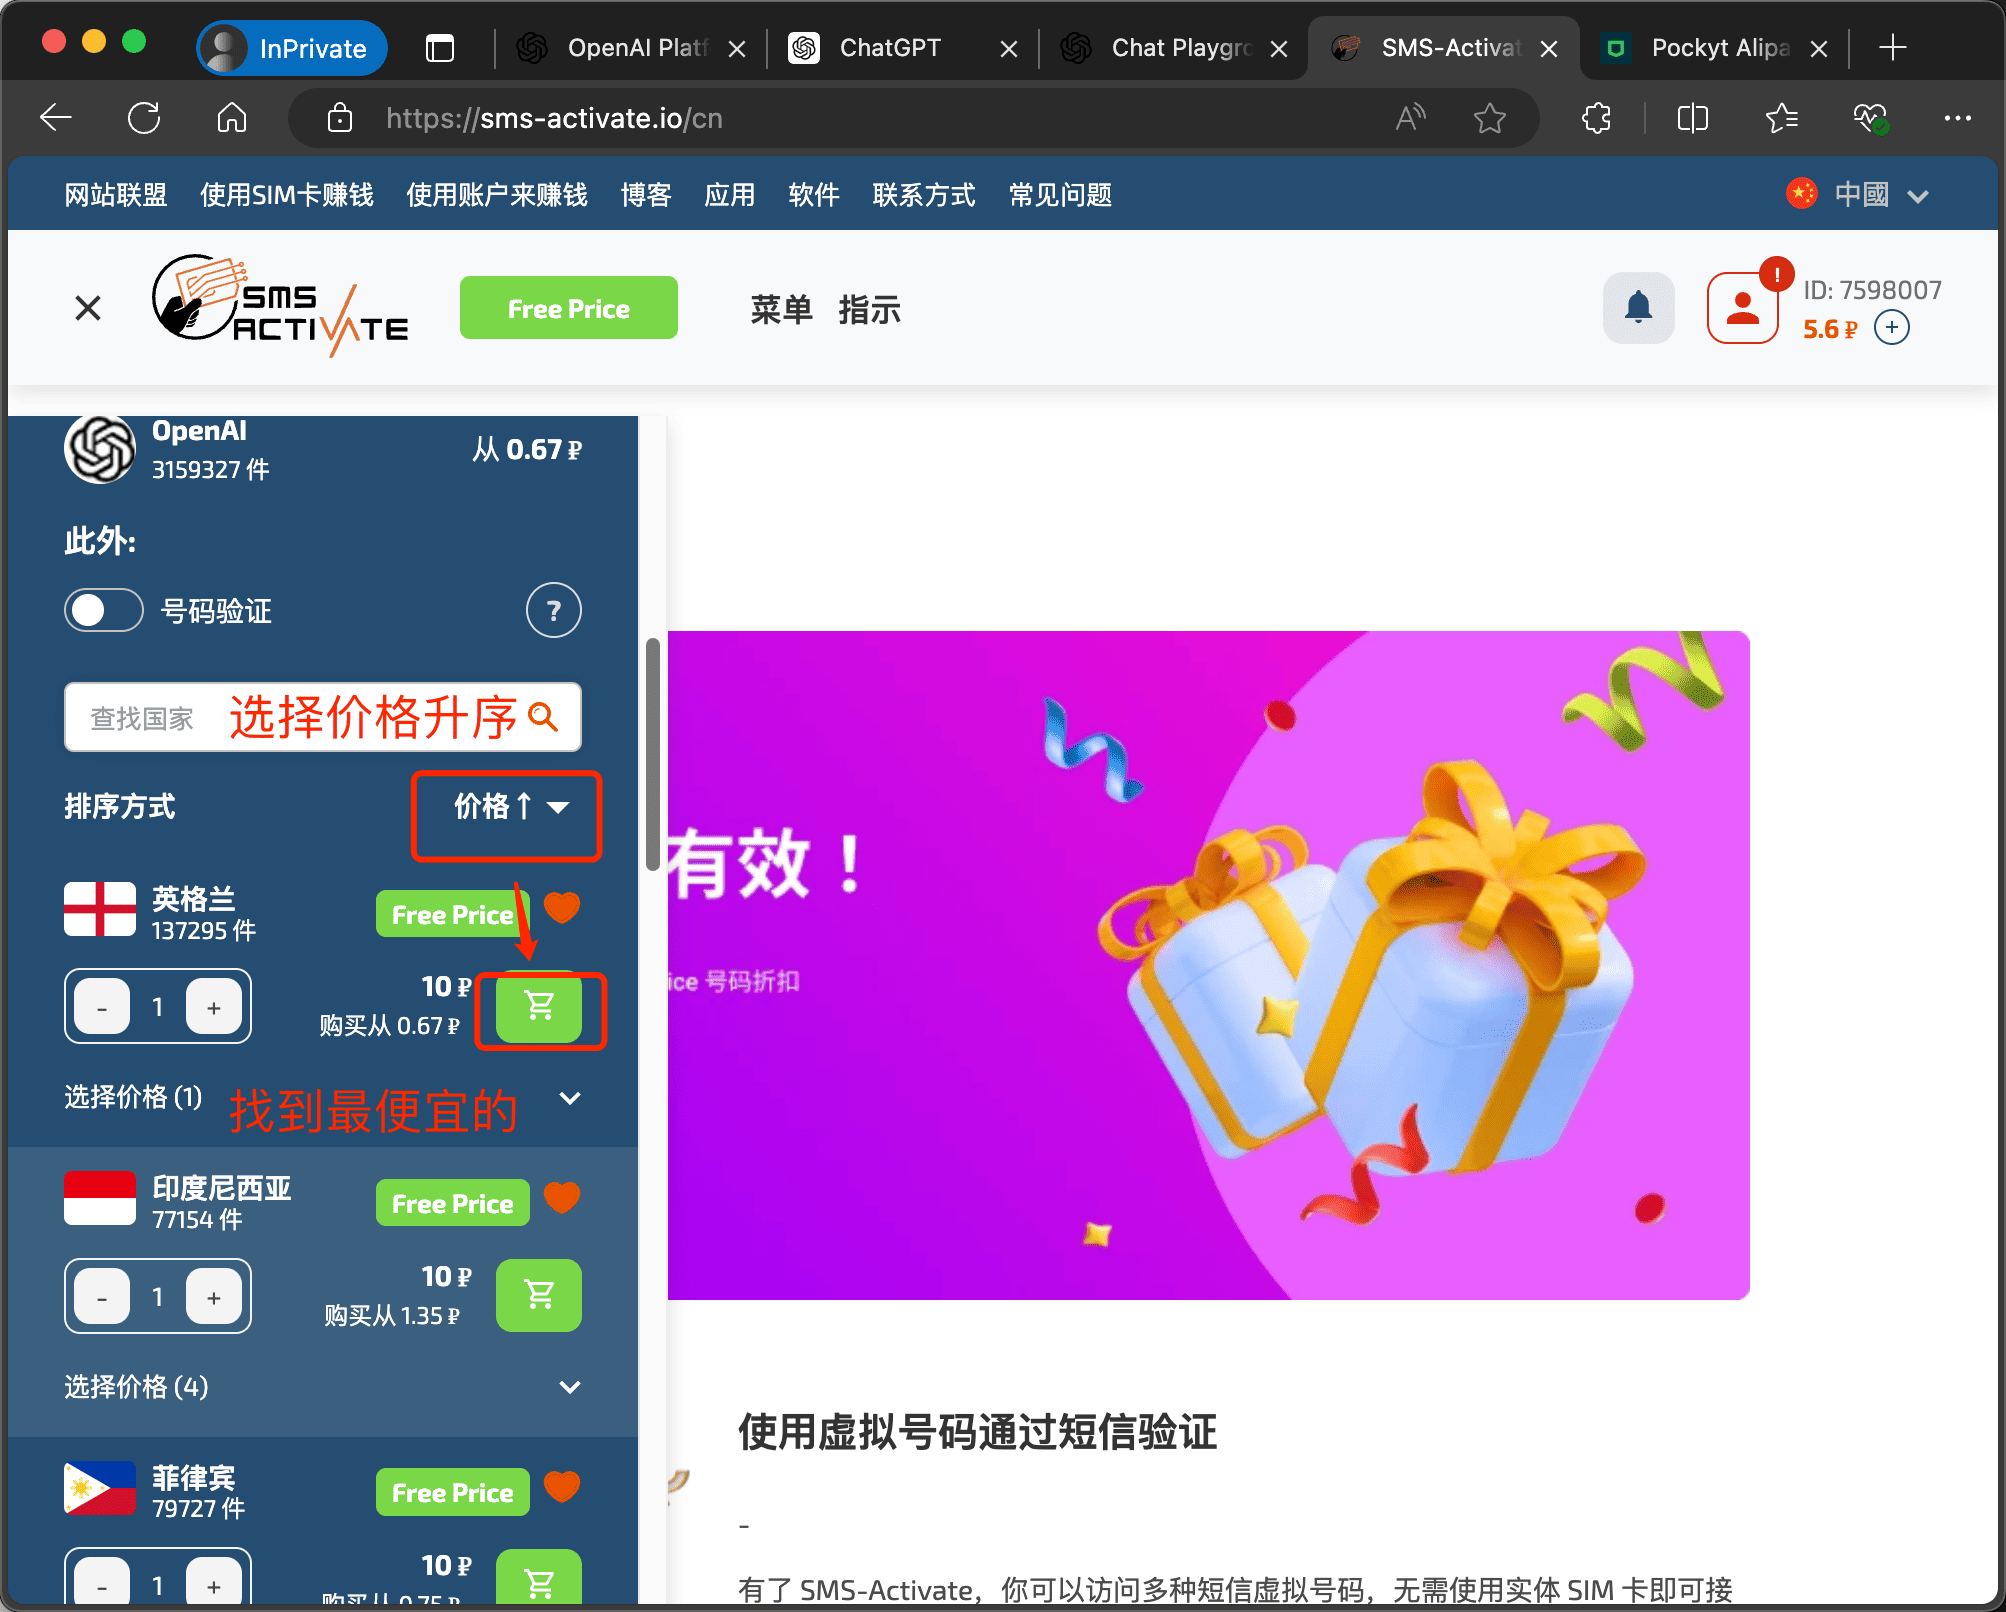 InPrivate
OpenAI Platf
ChatGPT
Chat Playgro
SMS-Activat
Pockyt Alipa
https://sms-activate.io/cn
网站联盟 使用SIM卡赚钱 使用账户来赚钱 博客 应用 软件 联系方式 常见问题 中國
SMS ACTIVATE
Free Price
菜单 指示
!
ID: 7598007
5.6 ₽
OpenAI
3159327 件
从 0.67 ₽
此外:
号码验证
?
查找国家
选择价格升序
排序方式
价格↑
英格兰
137295 件
Free Price
- 1 +
10 ₽
购买从 0.67 ₽
选择价格 (1)
找到最便宜的
印度尼西亚
77154 件
Free Price
- 1 +
10 ₽
购买从 1.35 ₽
选择价格 (4)
菲律宾
79727 件
Free Price
- 1 +
10 ₽
购买从 0.75 ₽
有效！
ice 号码折扣
使用虚拟号码通过短信验证
-
有了 SMS-Activate，你可以访问多种短信虚拟号码，无需使用实体 SIM 卡即可接